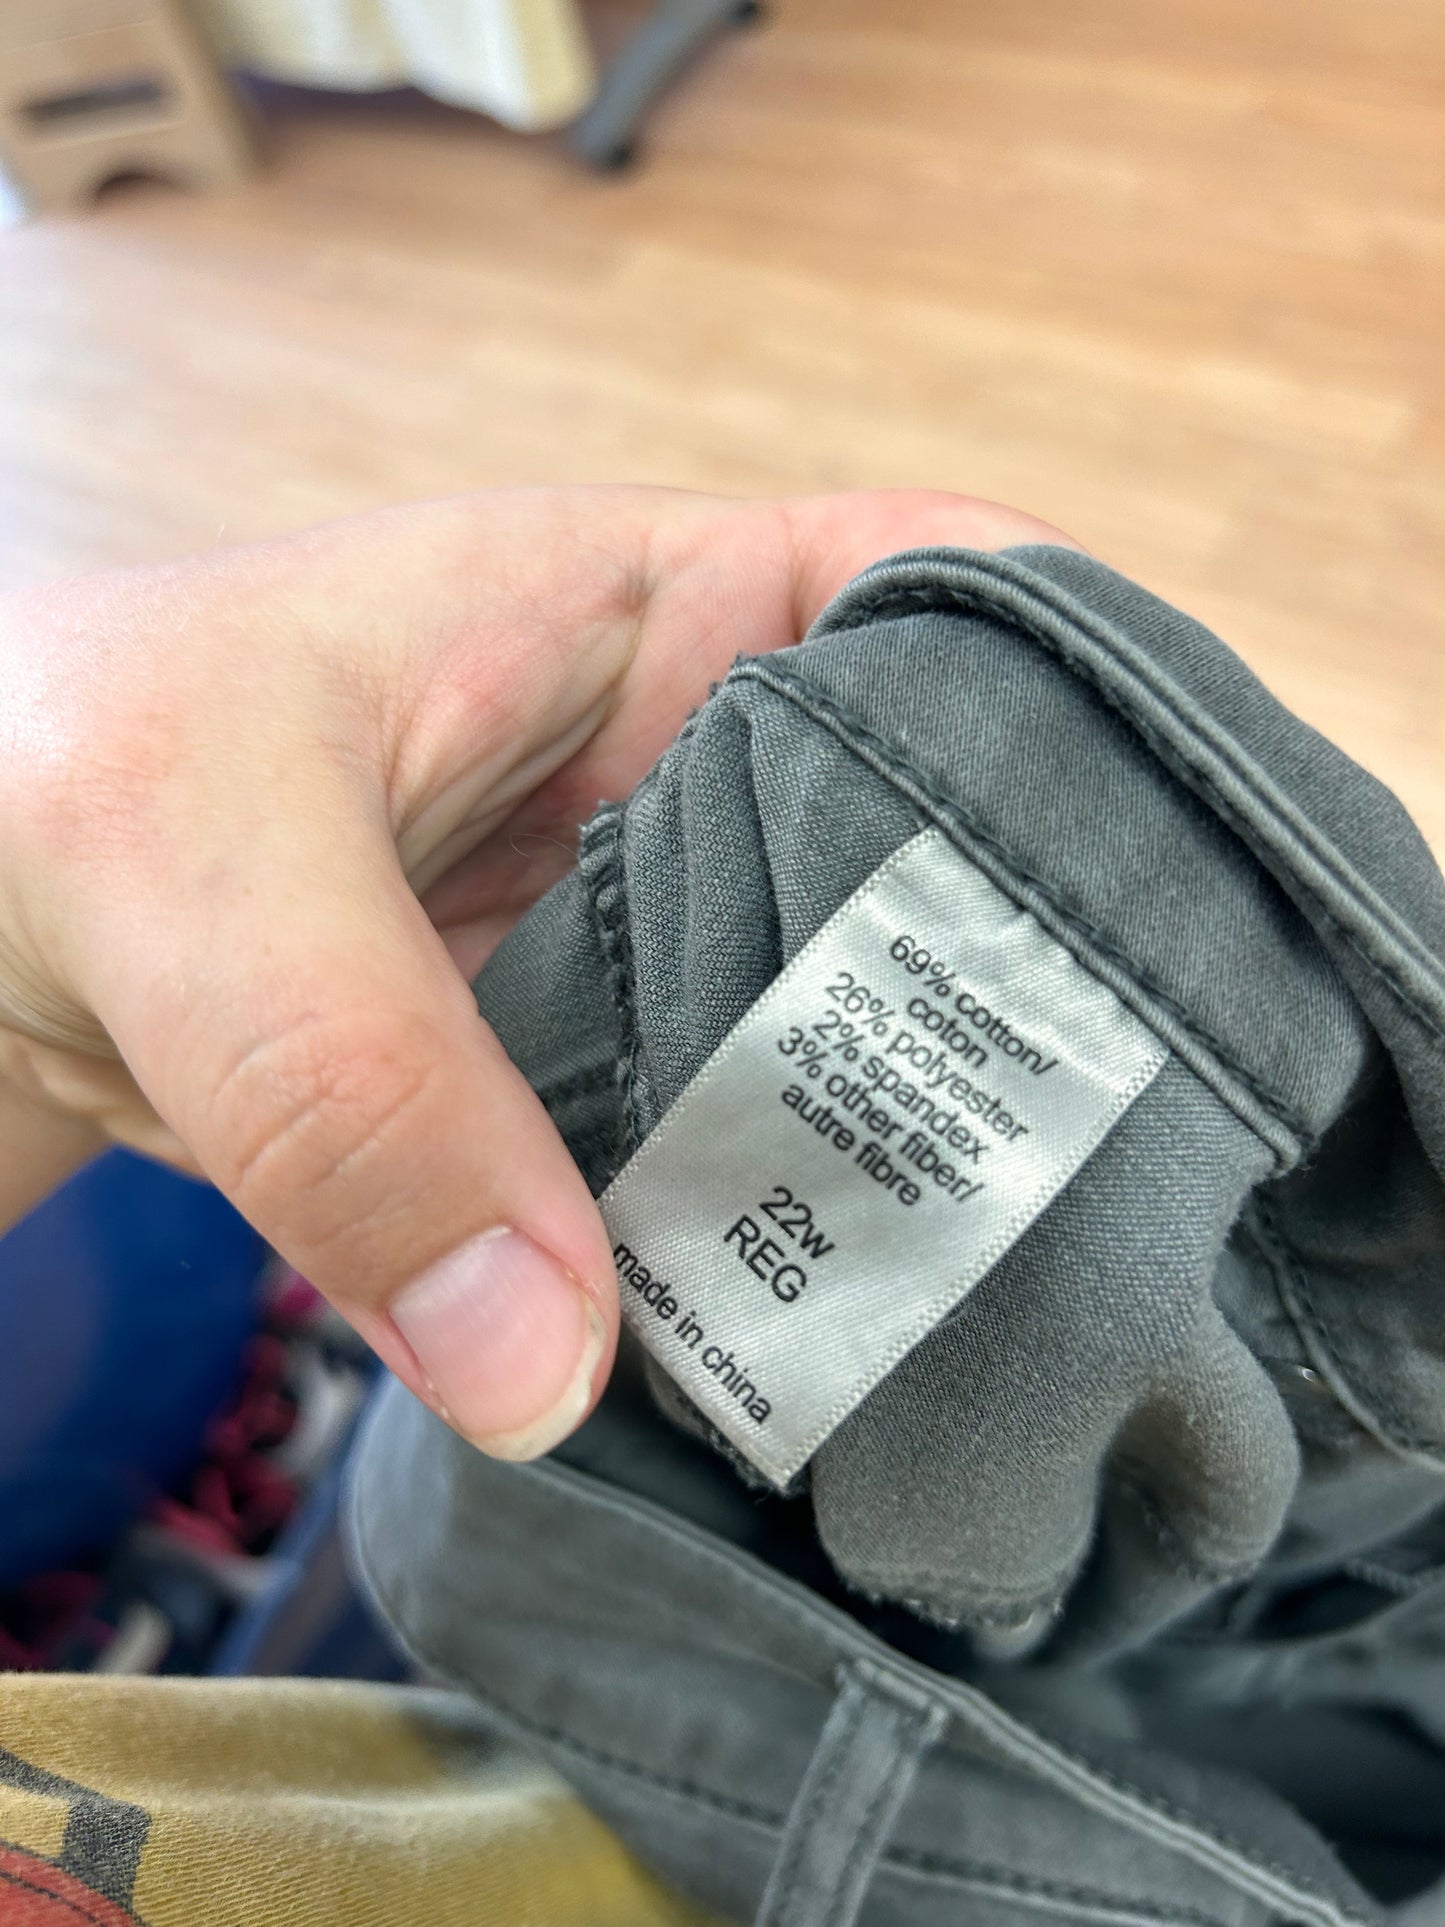 69% cotton/
coton
26% polyester
2% spandex
3% other fiber/
autre fibre
22w
REG
made in china